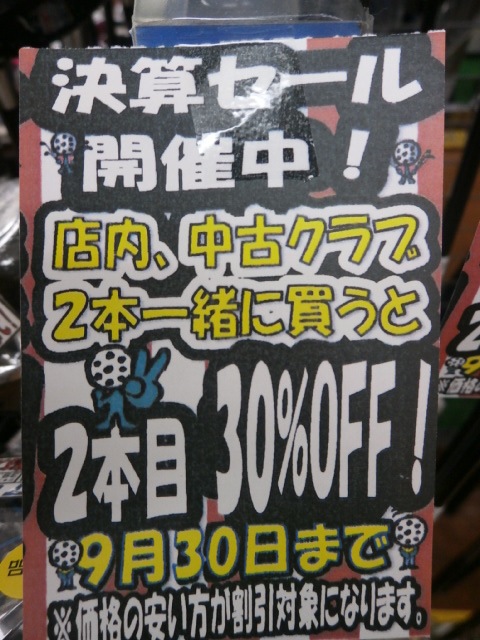 決算セール
開催中！
店内、中古クラブ
2本一緒に買うと
2本目 30%OFF！
9月30日まで
※価格の安い方が割引対象になります。